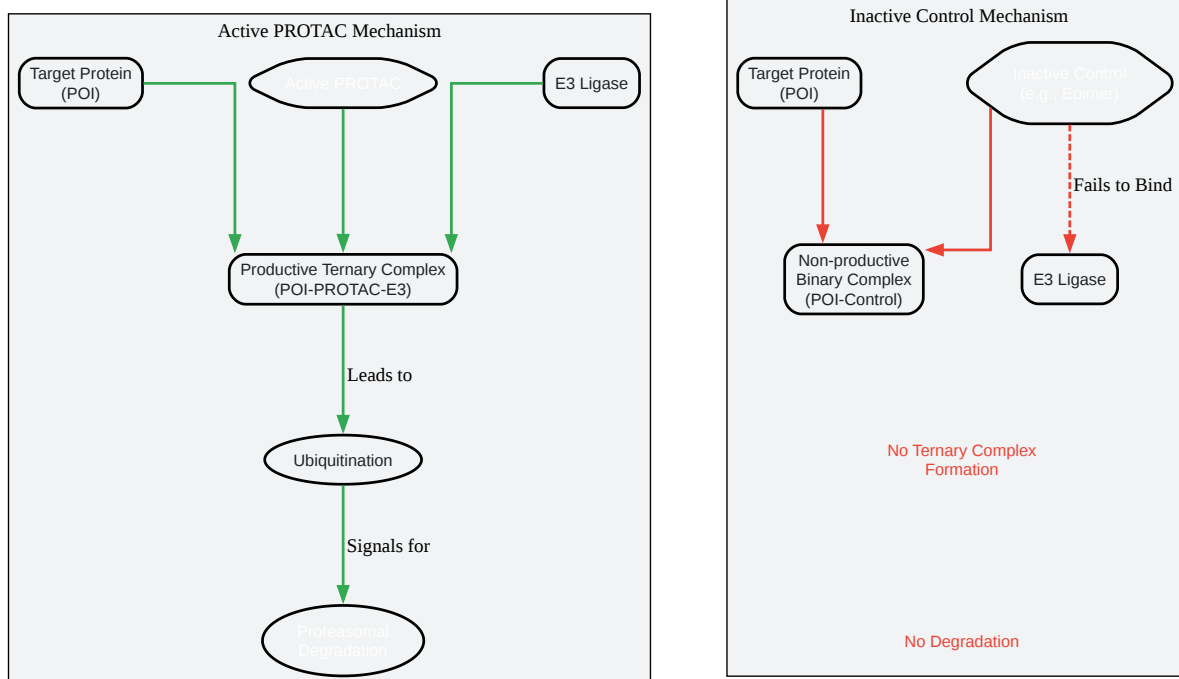 Active PROTAC Mechanism
Target Protein
(POI)
Active PROTAC
E3 Ligase
Productive Ternary Complex
(POI-PROTAC-E3)
Leads to
Ubiquitination
Signals for
Proteasomal
Degradation
Inactive Control Mechanism
Target Protein
(POI)
Inactive Control
(e.g., Epimer)
Fails to Bind
Non-productive
Binary Complex
(POI-Control)
E3 Ligase
No Ternary Complex
Formation
No Degradation